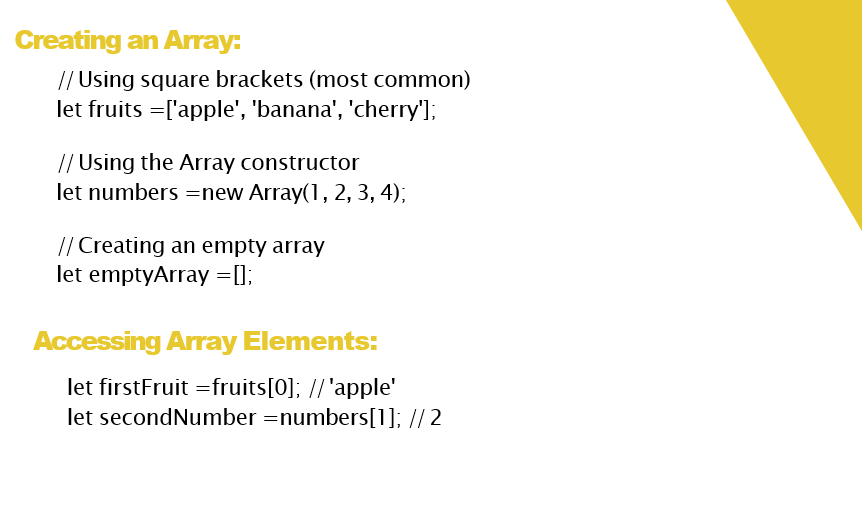 Creating an Array:
// Using square brackets (most common)
let fruits =['apple', 'banana', 'cherry'];
// Using the Array constructor
let numbers =new Array(1, 2, 3, 4);
// Creating an empty array
let emptyArray =[];
Accessing Array Elements:
let firstFruit =fruits[0]; // 'apple'
let secondNumber =numbers[1]; // 2